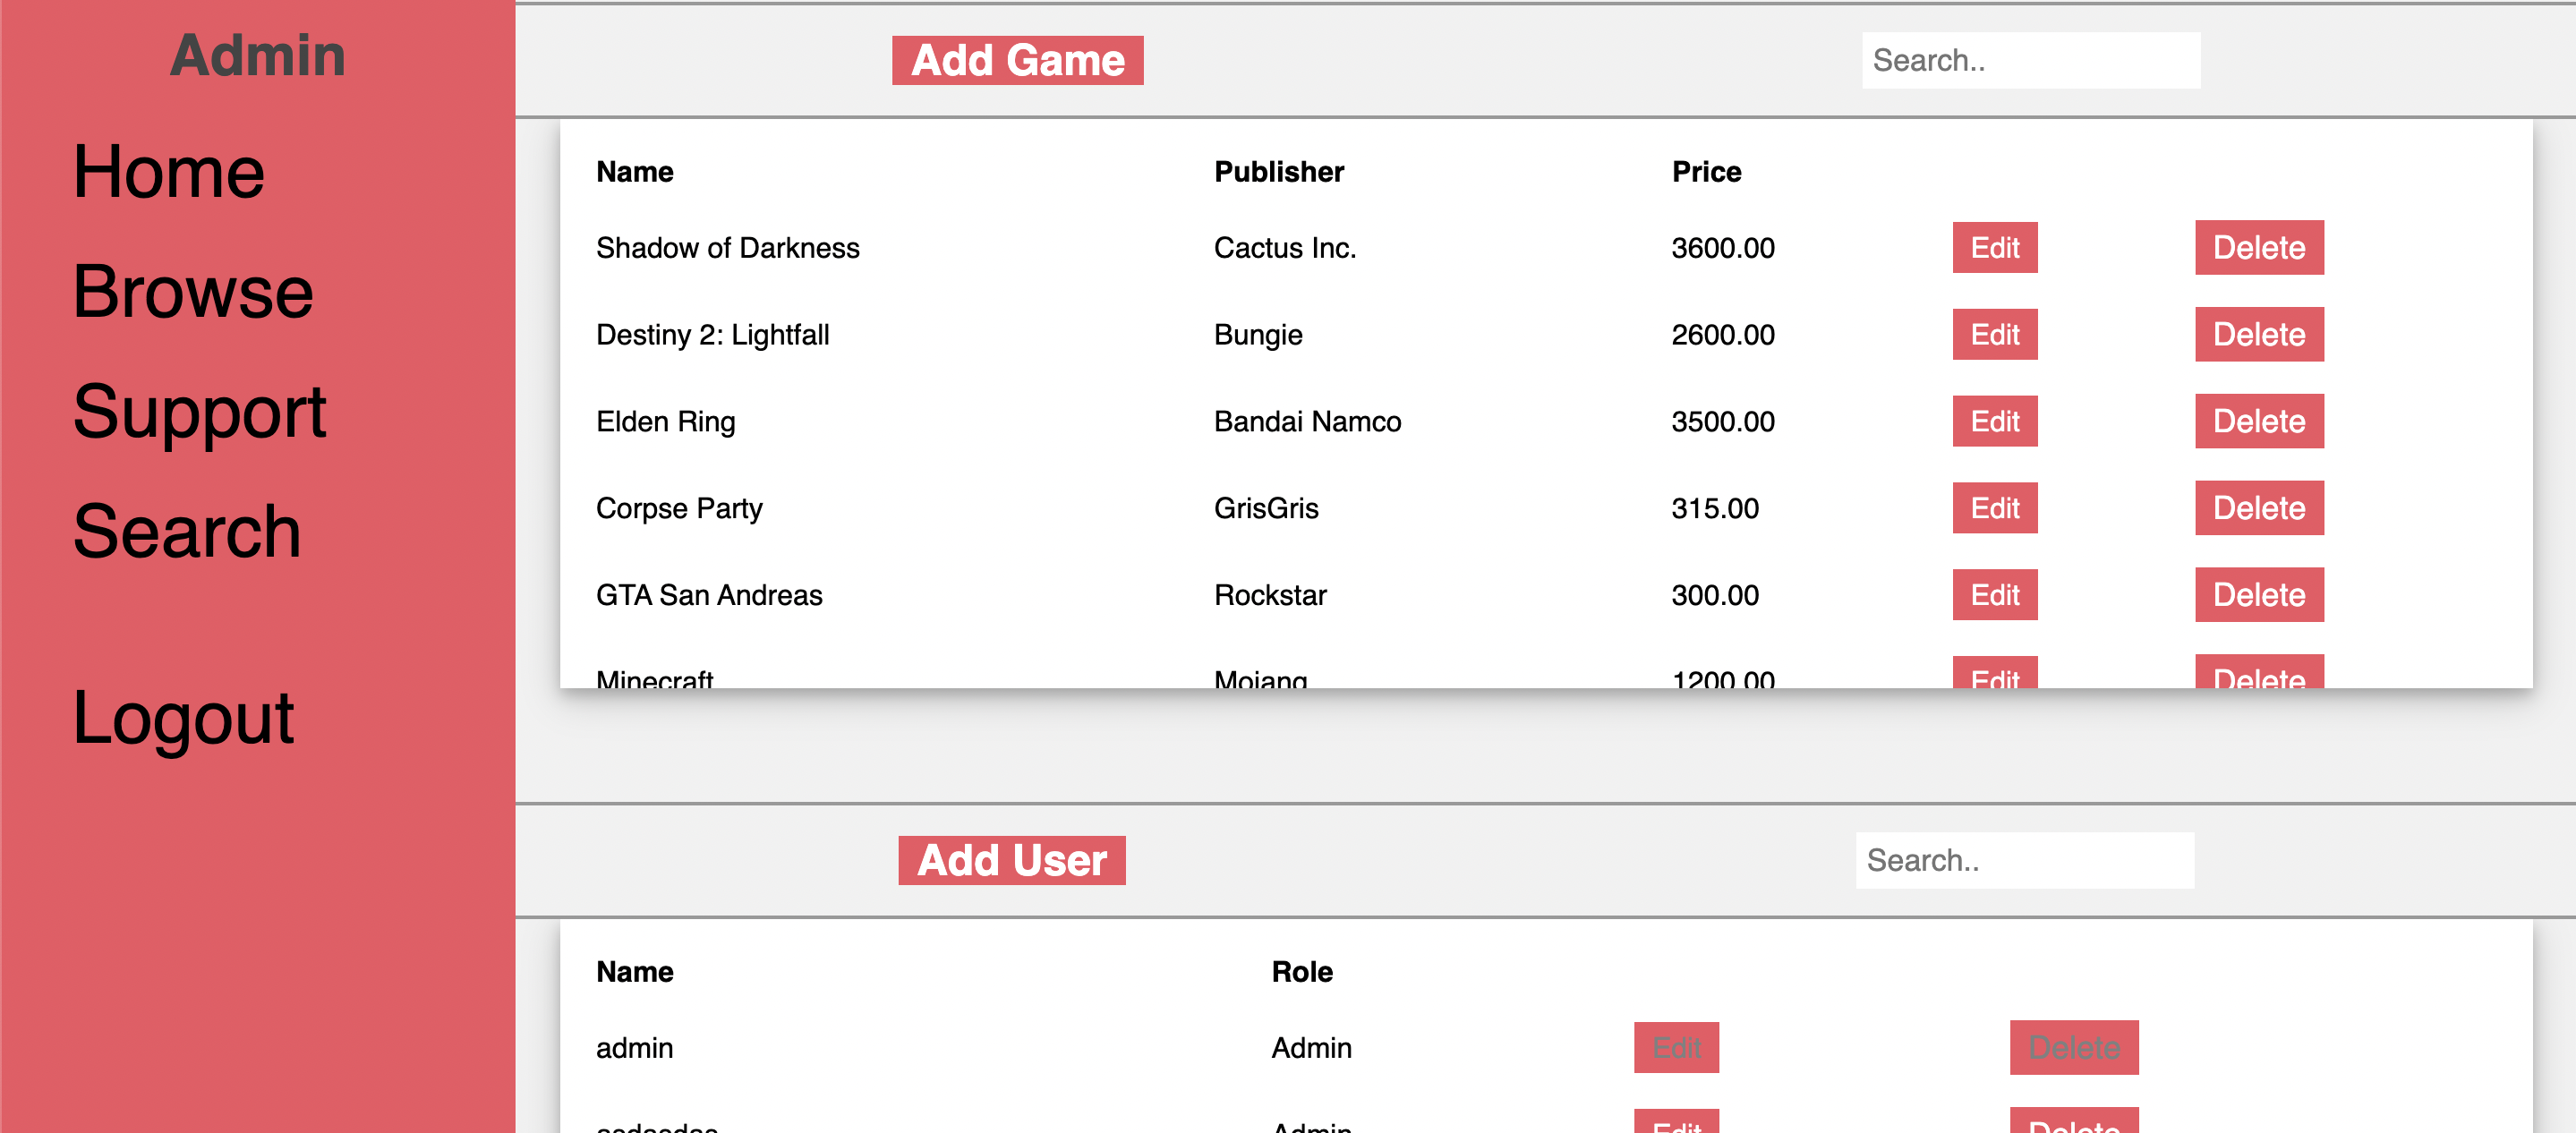 Admin
Home
Browse
Support
Search
Logout
Add Game
Search..
Name Publisher Price
Shadow of Darkness Cactus Inc. 3600.00 Edit Delete
Destiny 2: Lightfall Bungie 2600.00 Edit Delete
Elden Ring Bandai Namco 3500.00 Edit Delete
Corpse Party GrisGris 315.00 Edit Delete
GTA San Andreas Rockstar 300.00 Edit Delete
Minecraft Mojang 1200.00 Edit Delete
Add User
Search..
Name Role
admin Admin Edit Delete
Admin Edit Delete